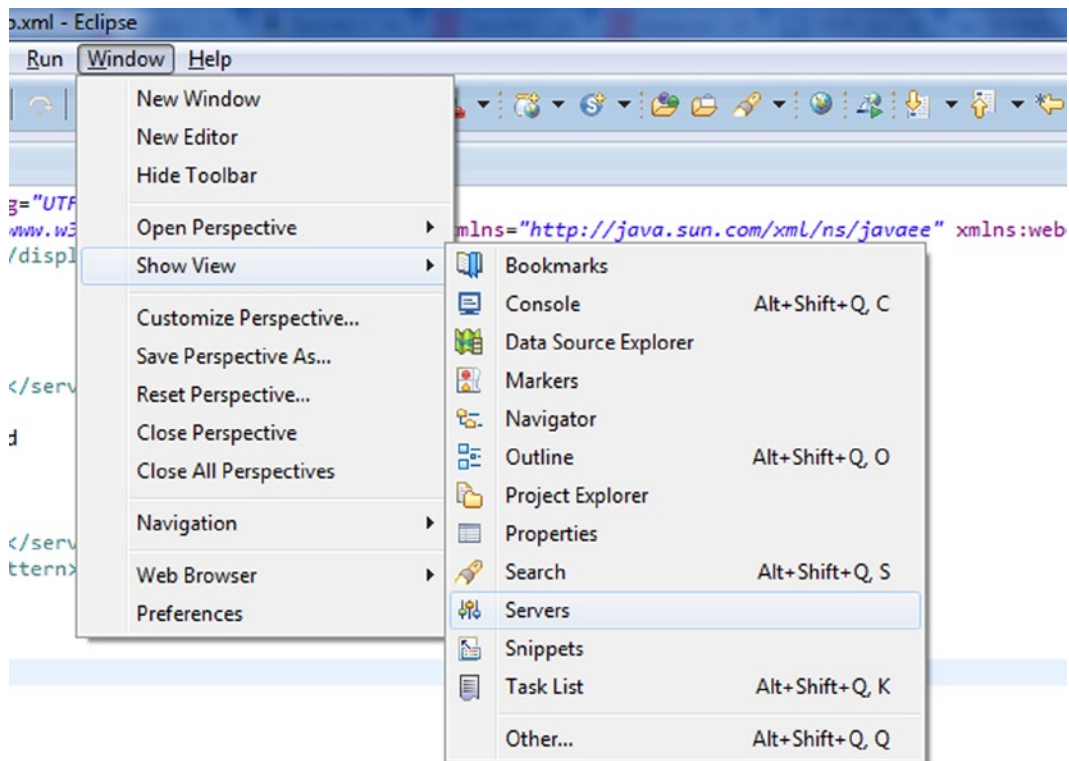 o.xml - Eclipse
Run Window Help
New Window
New Editor
Hide Toolbar
g="UTF
Open Perspective
www.w3
mlns="http://java.sun.com/xml/ns/javaee" xmlns:web
/displ
Show View
Bookmarks
Console Alt+Shift+Q, C
Customize Perspective...
Data Source Explorer
Save Perspective As...
Markers
</serv
Reset Perspective...
Navigator
d
Close Perspective
Outline Alt+Shift+Q, O
Close All Perspectives
Project Explorer
Navigation
Properties
</serv
ttern>
Web Browser
Search Alt+Shift+Q, S
Preferences
Servers
Snippets
Task List Alt+Shift+Q, K
Other... Alt+Shift+Q, Q